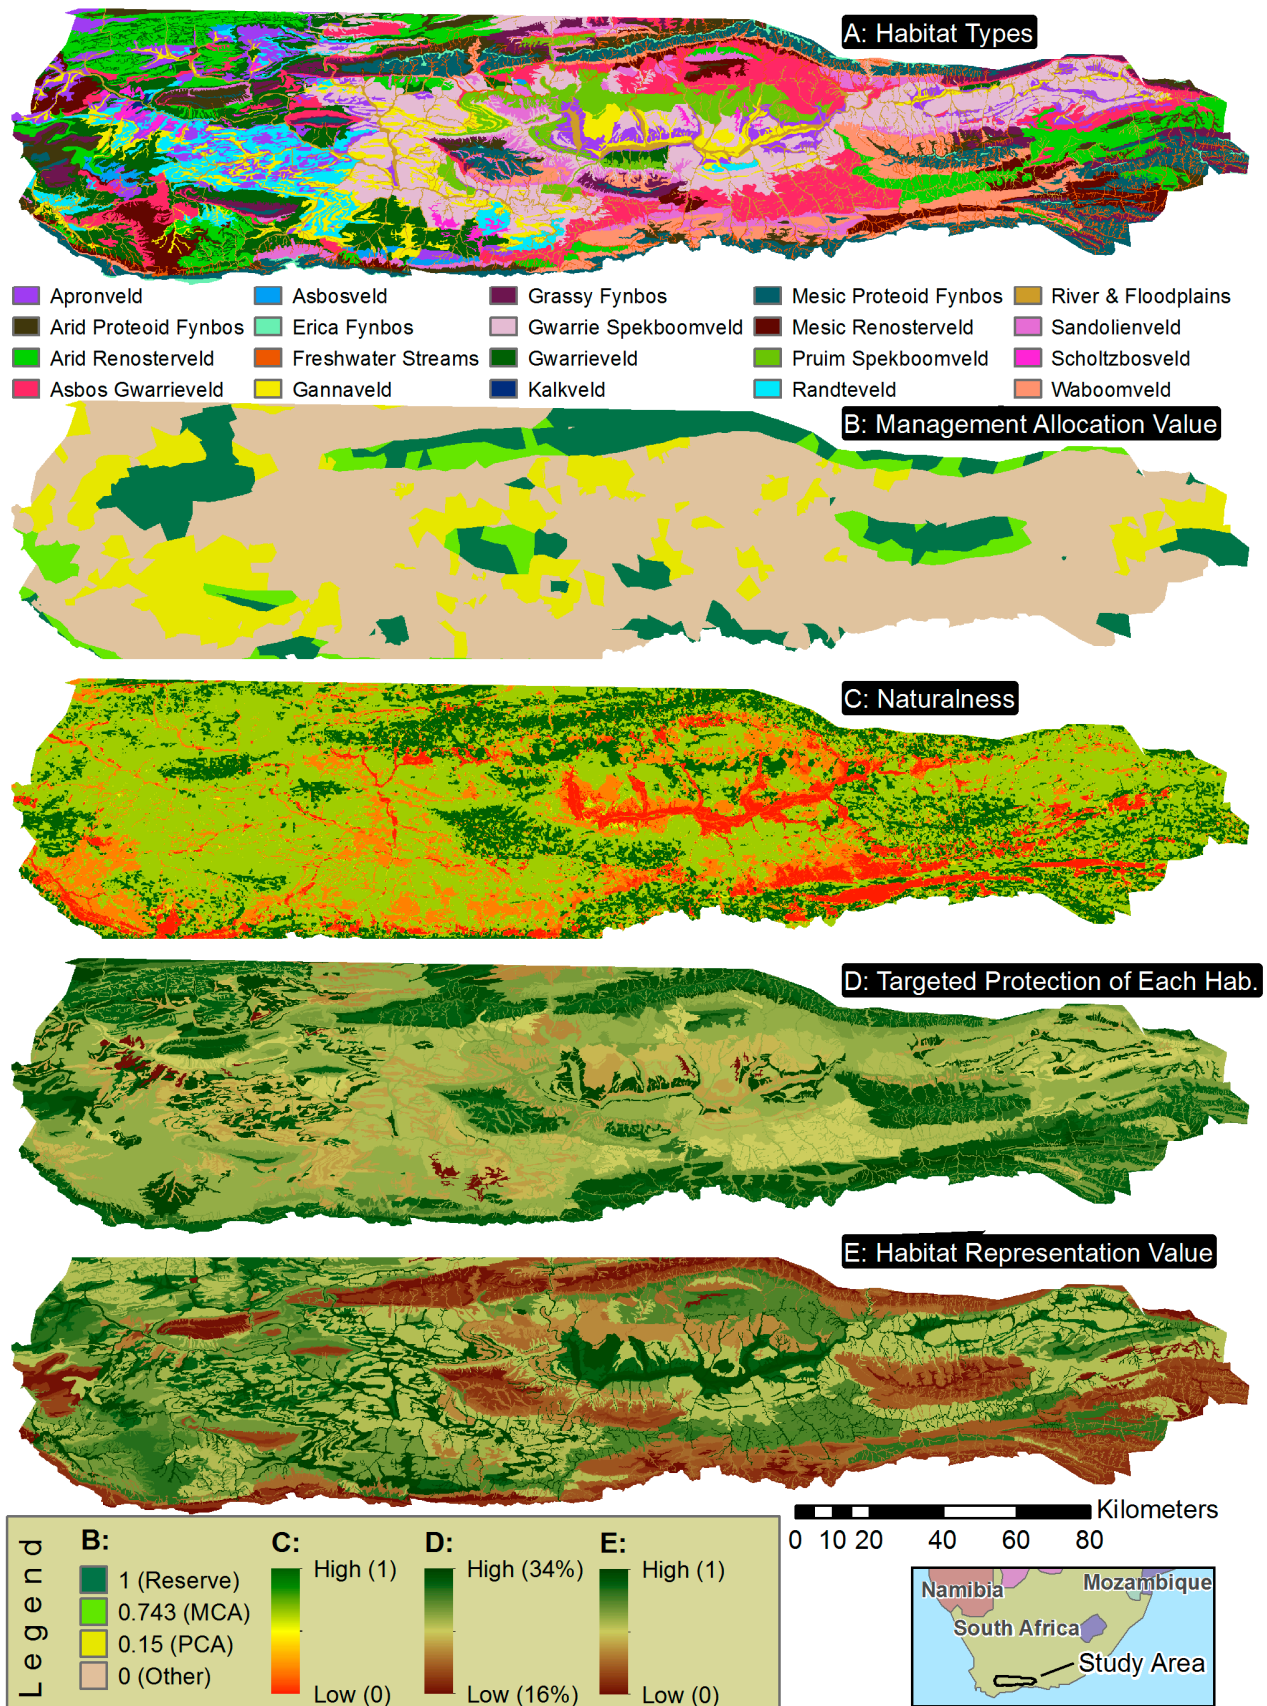 A: Habitat Types
Apronveld
Asbosveld
Grassy Fynbos
Mesic Proteoid Fynbos
River & Floodplains
Arid Proteoid Fynbos
Erica Fynbos
Gwarrie Spekboomveld
Mesic Renosterveld
Sandolienveld
Arid Renosterveld
Freshwater Streams
Gwarrieveld
Pruim Spekboomveld
Scholtzbosveld
Asbos Gwarrieveld
Gannaveld
Kalkveld
Randteveld
Waboomveld
B: Management Allocation Value
C: Naturalness
D: Targeted Protection of Each Hab.
E: Habitat Representation Value
Legend
B:
1 (Reserve)
0.743 (MCA)
0.15 (PCA)
0 (Other)
C:
High (1)
Low (0)
D:
High (34%)
Low (16%)
E:
High (1)
Low (0)
Kilometers
0 10 20 40 60 80
Namibia
Mozambique
South Africa
Study Area